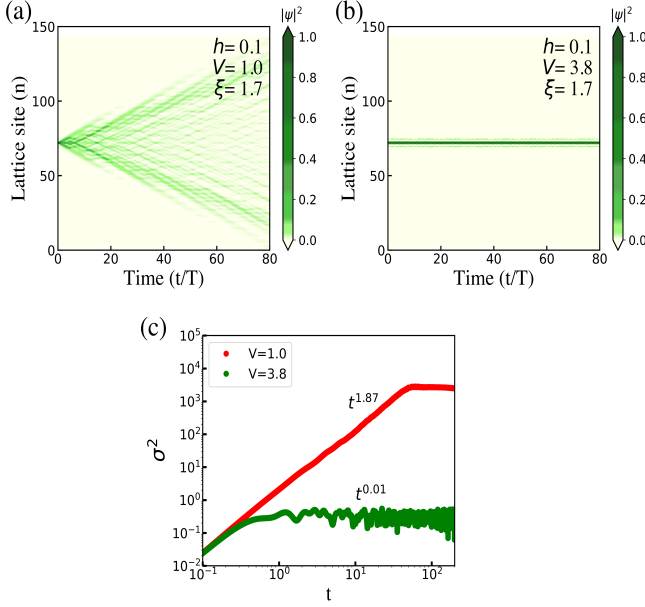 (a)
|ψ|²
150
100
50
0
Lattice site (n)
h= 0.1
V= 1.0
ξ= 1.7
0 20 40 60 80
Time (t/T)
1.0
0.8
0.6
0.4
0.2
0.0
(b)
|ψ|²
150
100
50
0
Lattice site (n)
h= 0.1
V= 3.8
ξ= 1.7
0 20 40 60 80
Time (t/T)
1.0
0.8
0.6
0.4
0.2
0.0
(c)
10⁵
10⁴
10³
10²
10¹
10⁰
10⁻¹
10⁻²
σ²
V=1.0
V=3.8
t¹·⁸⁷
t⁰·⁰¹
10⁻¹ 10⁰ 10¹ 10²
t